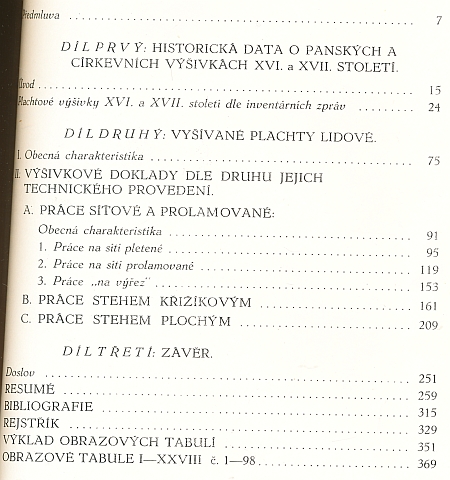 Předmluva ........ 7
DÍL PRVÝ: HISTORICKÁ DATA O PANSKÝCH A
CÍRKEVNÍCH VÝŠIVKÁCH XVI. a XVII. STOLETÍ.
Úvod ........ 15
Plachtové výšivky XVI. a XVII. století dle inventárních zpráv ........ 24
DÍL DRUHÝ: VYŠÍVANÉ PLACHTY LIDOVÉ.
I. Obecná charakteristika ........ 75
II. VÝŠIVKOVÉ DOKLADY DLE DRUHU JEJICH
TECHNICKÉHO PROVEDENÍ.
A. PRÁCE SÍŤOVÉ A PROLAMOVANÉ:
Obecná charakteristika ........ 91
1. Práce na síti pletené ........ 95
2. Práce na síti prolamované ........ 119
3. Práce „na výřez" ........ 153
B. PRÁCE STEHEM KŘIZÍKOVÝM ........ 161
C. PRÁCE STEHEM PLOCHÝM ........ 209
DÍL TŘETÍ: ZÁVĚR.
Doslov ........ 251
RESUMÉ ........ 259
BIBLIOGRAFIE ........ 315
REJSTŘÍK ........ 329
VÝKLAD OBRAZOVÝCH TABULÍ ........ 351
OBRAZOVÉ TABULE I—XXVIII č. 1—98 ........ 369